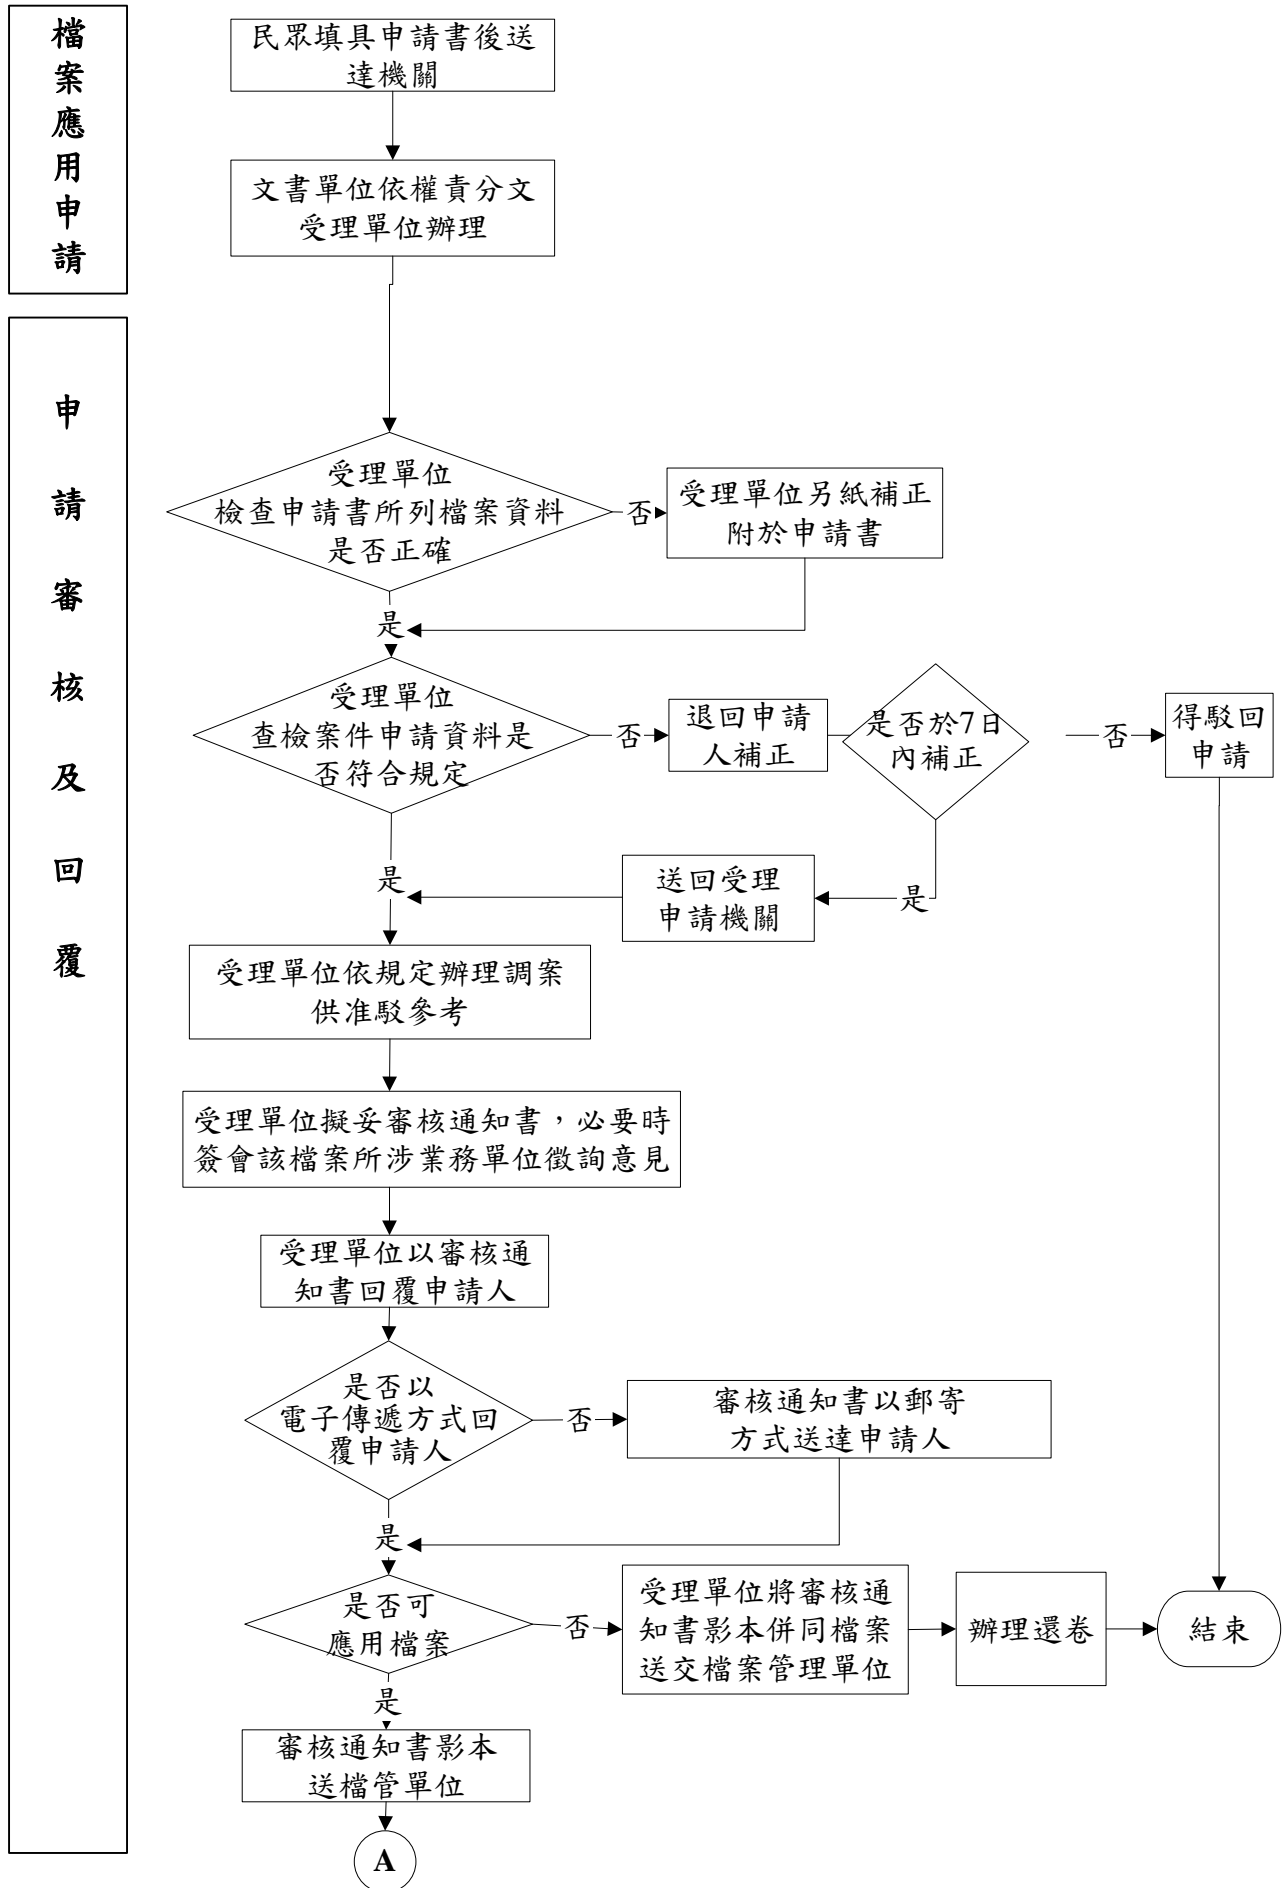 檔案應用申請
民眾填具申請書後送
達機關
文書單位依權責分文
受理單位辦理
申請審核及回覆
受理單位
檢查申請書所列檔案資料
是否正確
否
受理單位另紙補正
附於申請書
是
受理單位
查檢案件申請資料是
否符合規定
否
退回申請
人補正
是否於7日
內補正
否
得駁回
申請
是
送回受理
申請機關
是
受理單位依規定辦理調案
供准駁參考
受理單位擬妥審核通知書，必要時
簽會該檔案所涉業務單位徵詢意見
受理單位以審核通
知書回覆申請人
是否以
電子傳遞方式回
覆申請人
否
審核通知書以郵寄
方式送達申請人
是
是否可
應用檔案
否
受理單位將審核通
知書影本併同檔案
送交檔案管理單位
辦理還卷
結束
是
審核通知書影本
送檔管單位
A